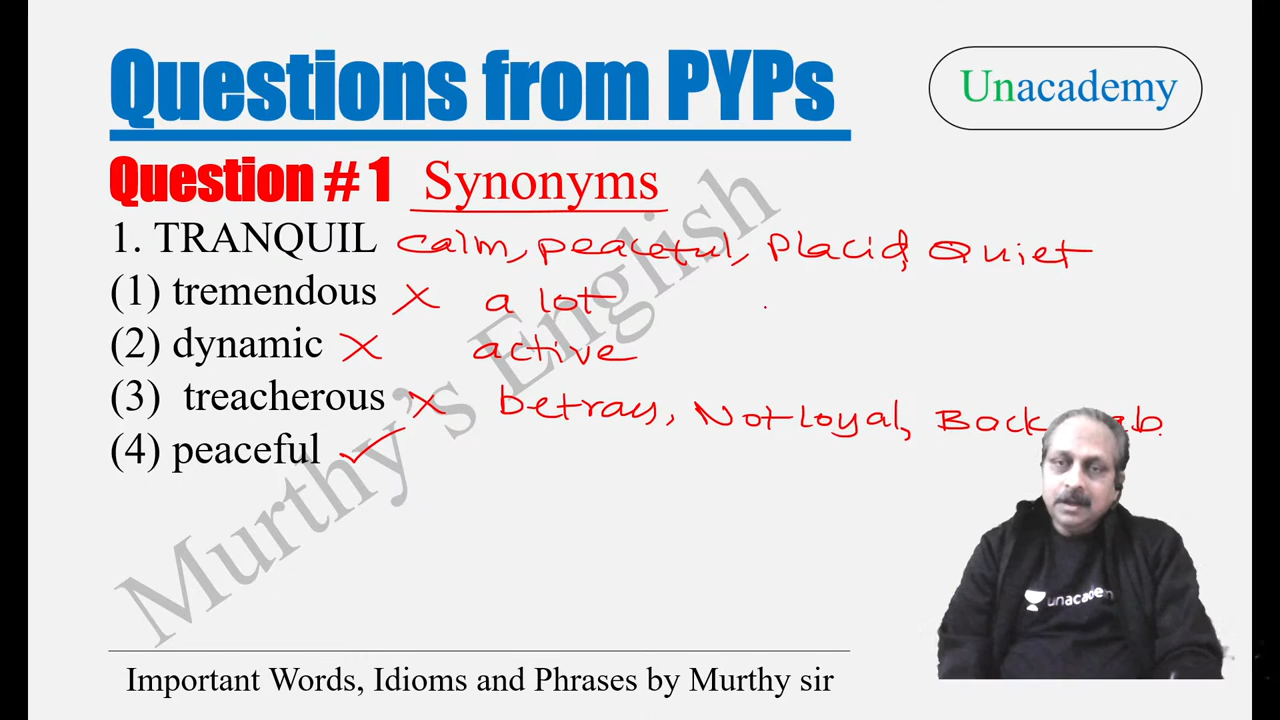 Questions from PYPs
Unacademy
Question # 1 Synonyms
1. TRANQUIL calm, peaceful, Placid, Quiet
(1) tremendous × a lot
(2) dynamic × active
(3) treacherous × betray, Not loyal, Back
(4) peaceful ✓
Murthy's English
unacadem
Important Words, Idioms and Phrases by Murthy sir